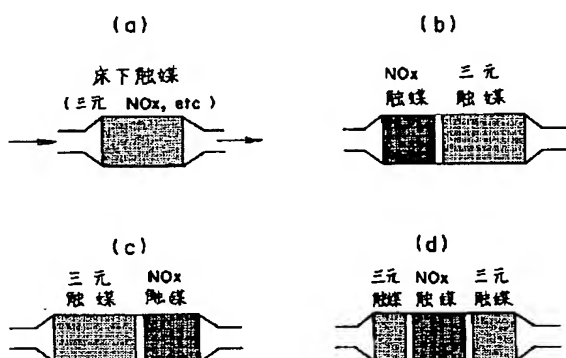 (a)
床下触媒
(三元 NOx, etc)
(b)
NOx 三元
触媒 触媒
(c)
三元 NOx
触媒 触媒
(d)
三元 NOx 三元
触媒 触媒 触媒